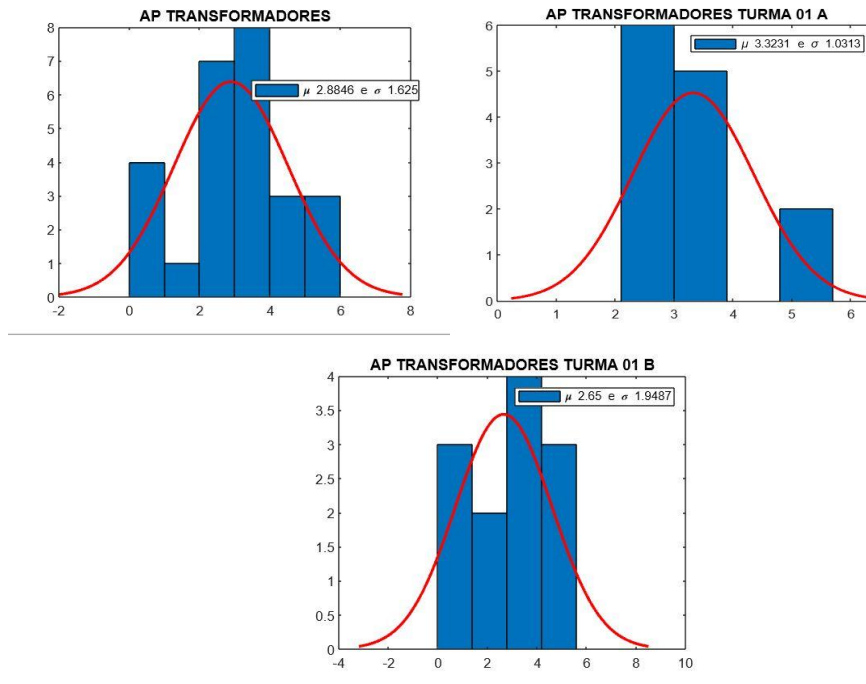 AP TRANSFORMADORES
8
7
6
5
4
3
2
1
0
μ 2.8846 e σ 1.625
-2 0 2 4 6 8
AP TRANSFORMADORES TURMA 01 A
6
5
4
3
2
1
0
μ 3.3231 e σ 1.0313
0 1 2 3 4 5 6
AP TRANSFORMADORES TURMA 01 B
4
3.5
3
2.5
2
1.5
1
0.5
0
μ 2.65 e σ 1.9487
-4 -2 0 2 4 6 8 10